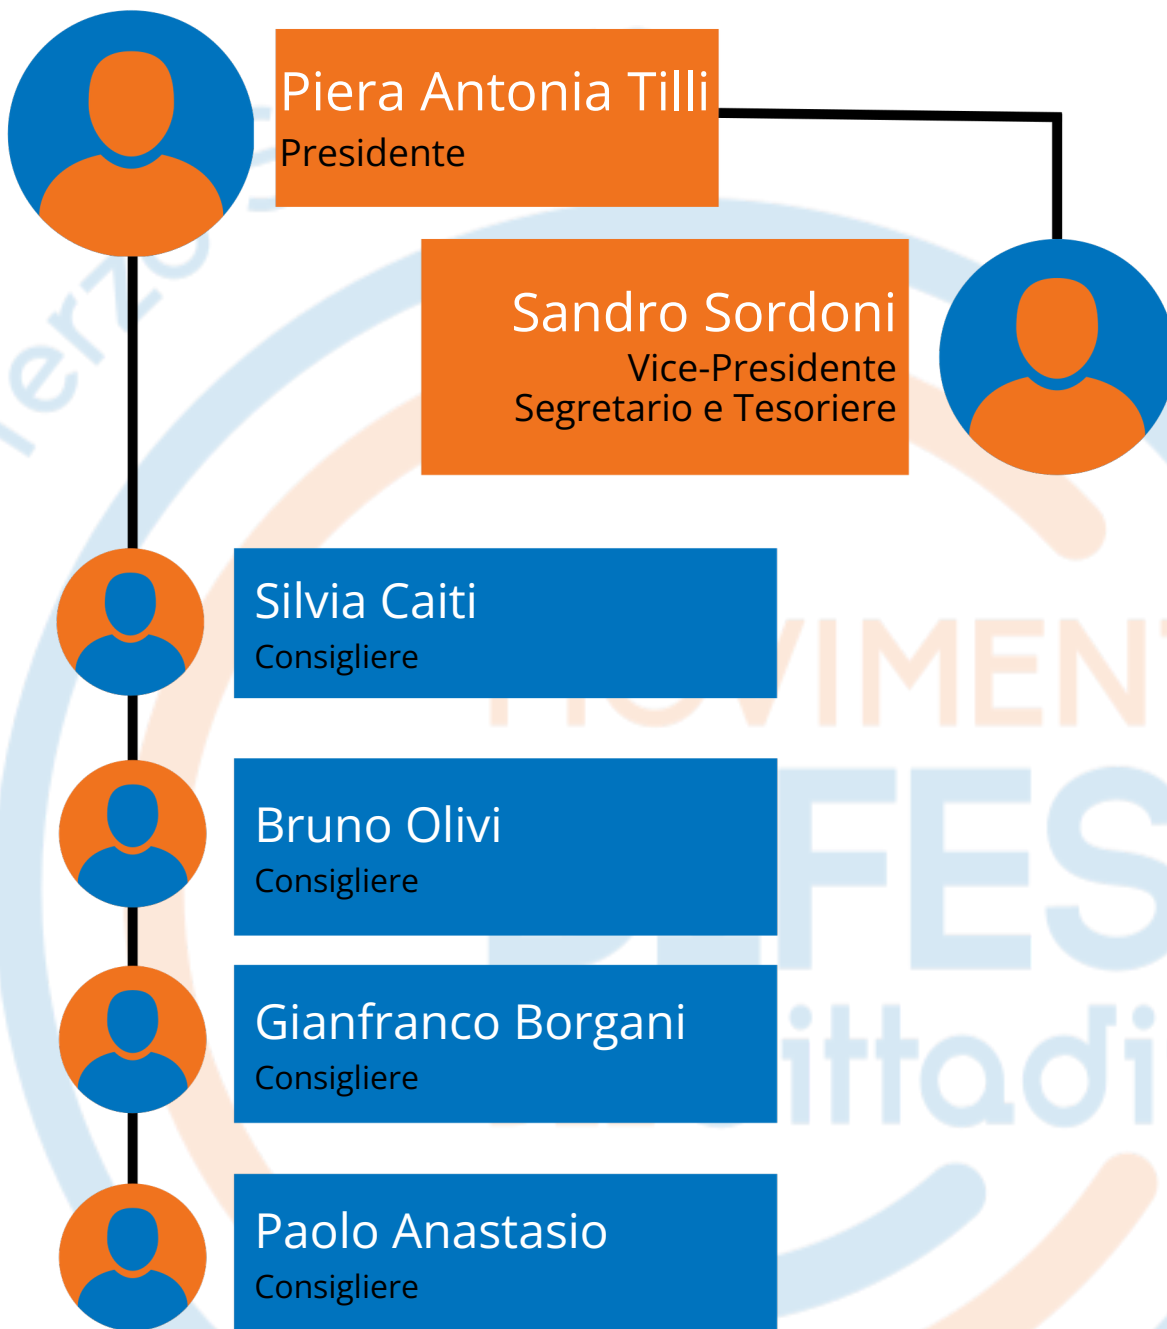 Piera Antonia Tilli
Presidente
Sandro Sordoni
Vice-Presidente
Segretario e Tesoriere
Silvia Caiti
Consigliere
Bruno Olivi
Consigliere
Gianfranco Borgani
Consigliere
Paolo Anastasio
Consigliere